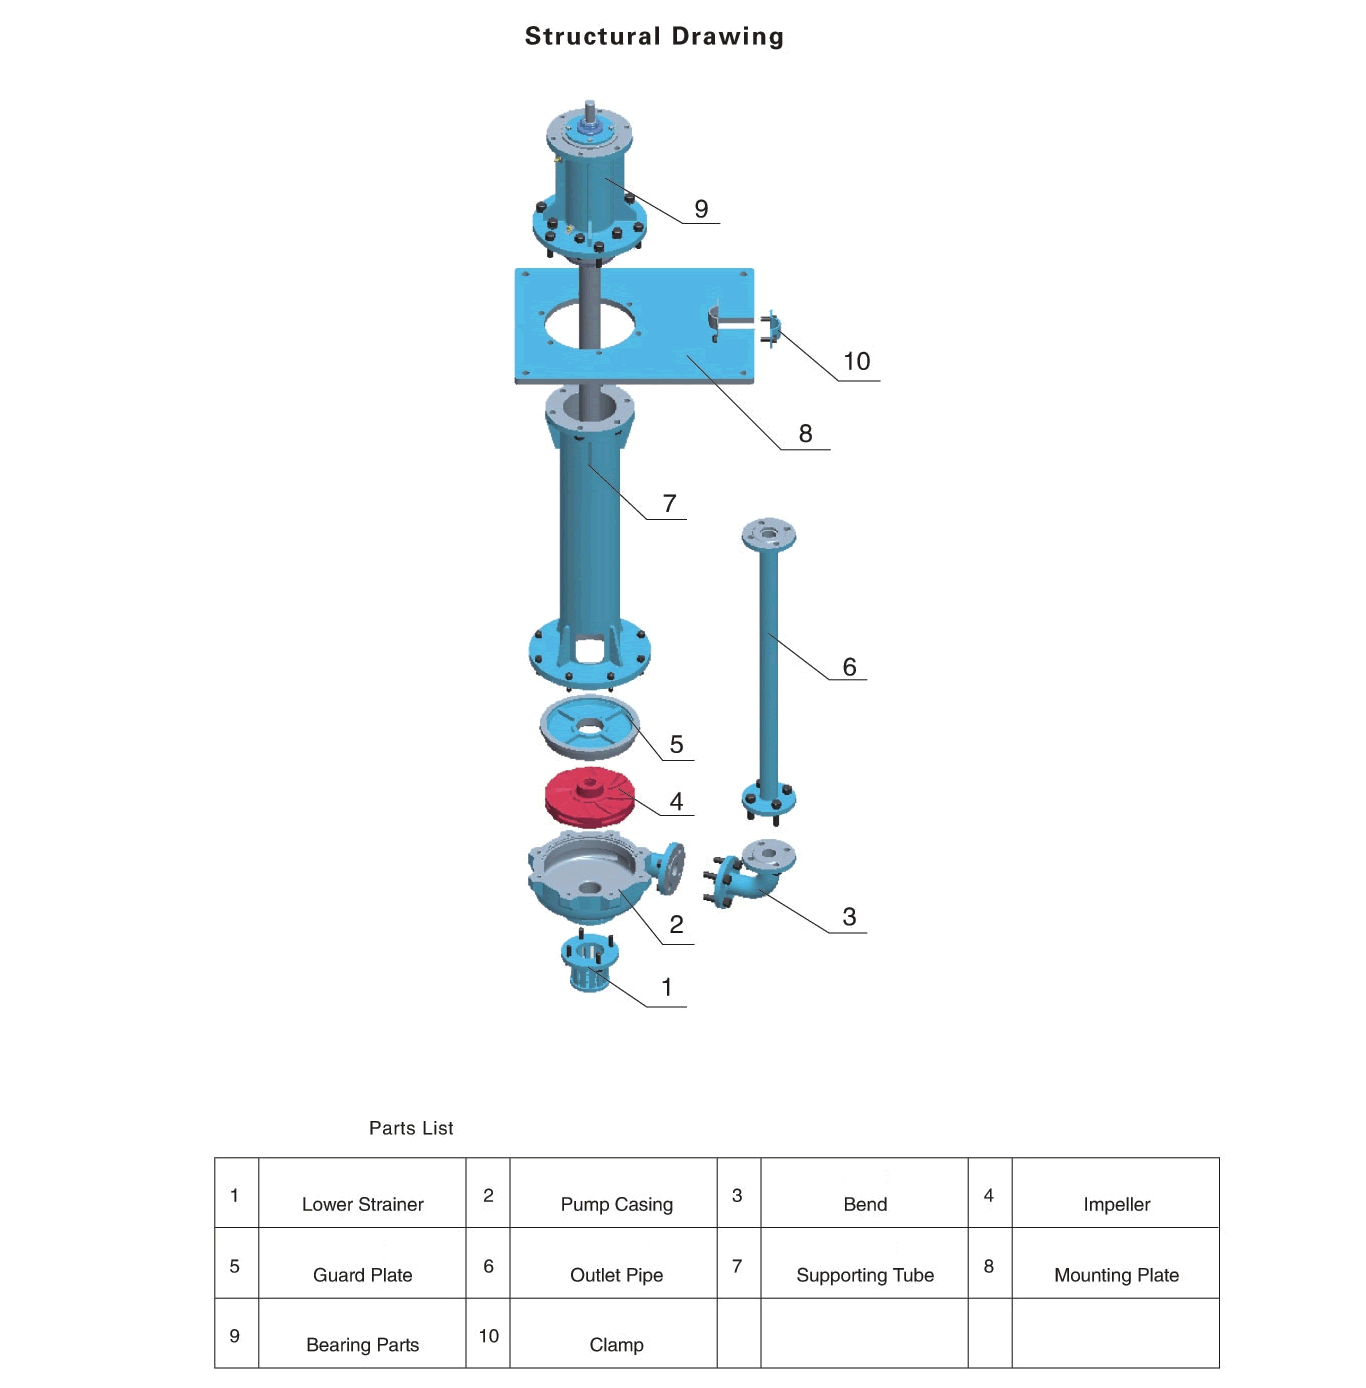 Structural Drawing
9
10
8
7
6
5
4
2
3
1
Parts List
1 Lower Strainer 2 Pump Casing 3 Bend 4 Impeller
5 Guard Plate 6 Outlet Pipe 7 Supporting Tube 8 Mounting Plate
9 Bearing Parts 10 Clamp